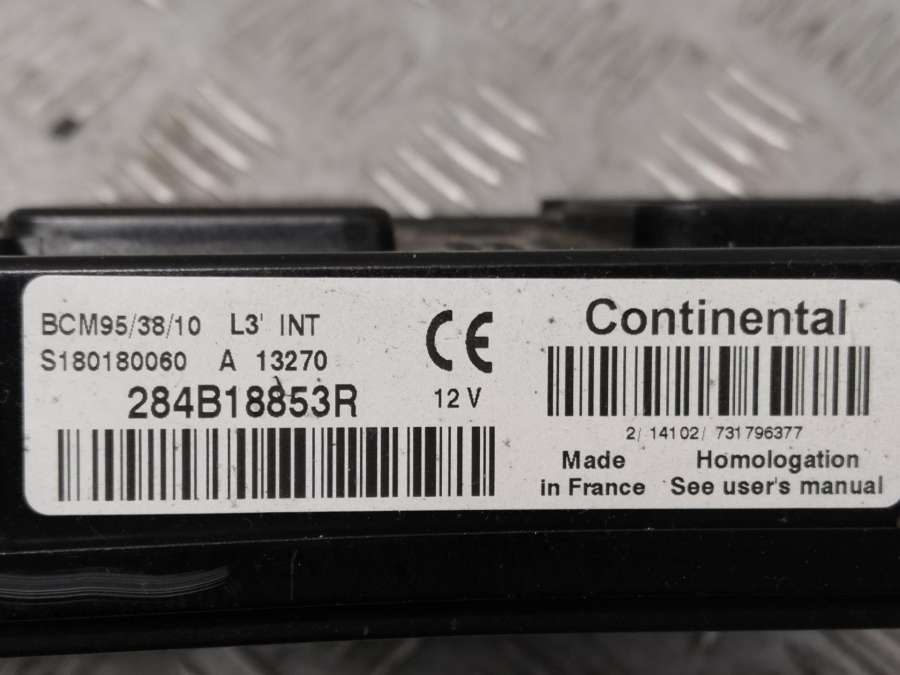 BCM95/38/10 L3' INT
S180180060 A 13270
284B18853R
CE
12 V
Continental
2/ 14102/ 731796377
Made
in France
Homologation
See user's manual